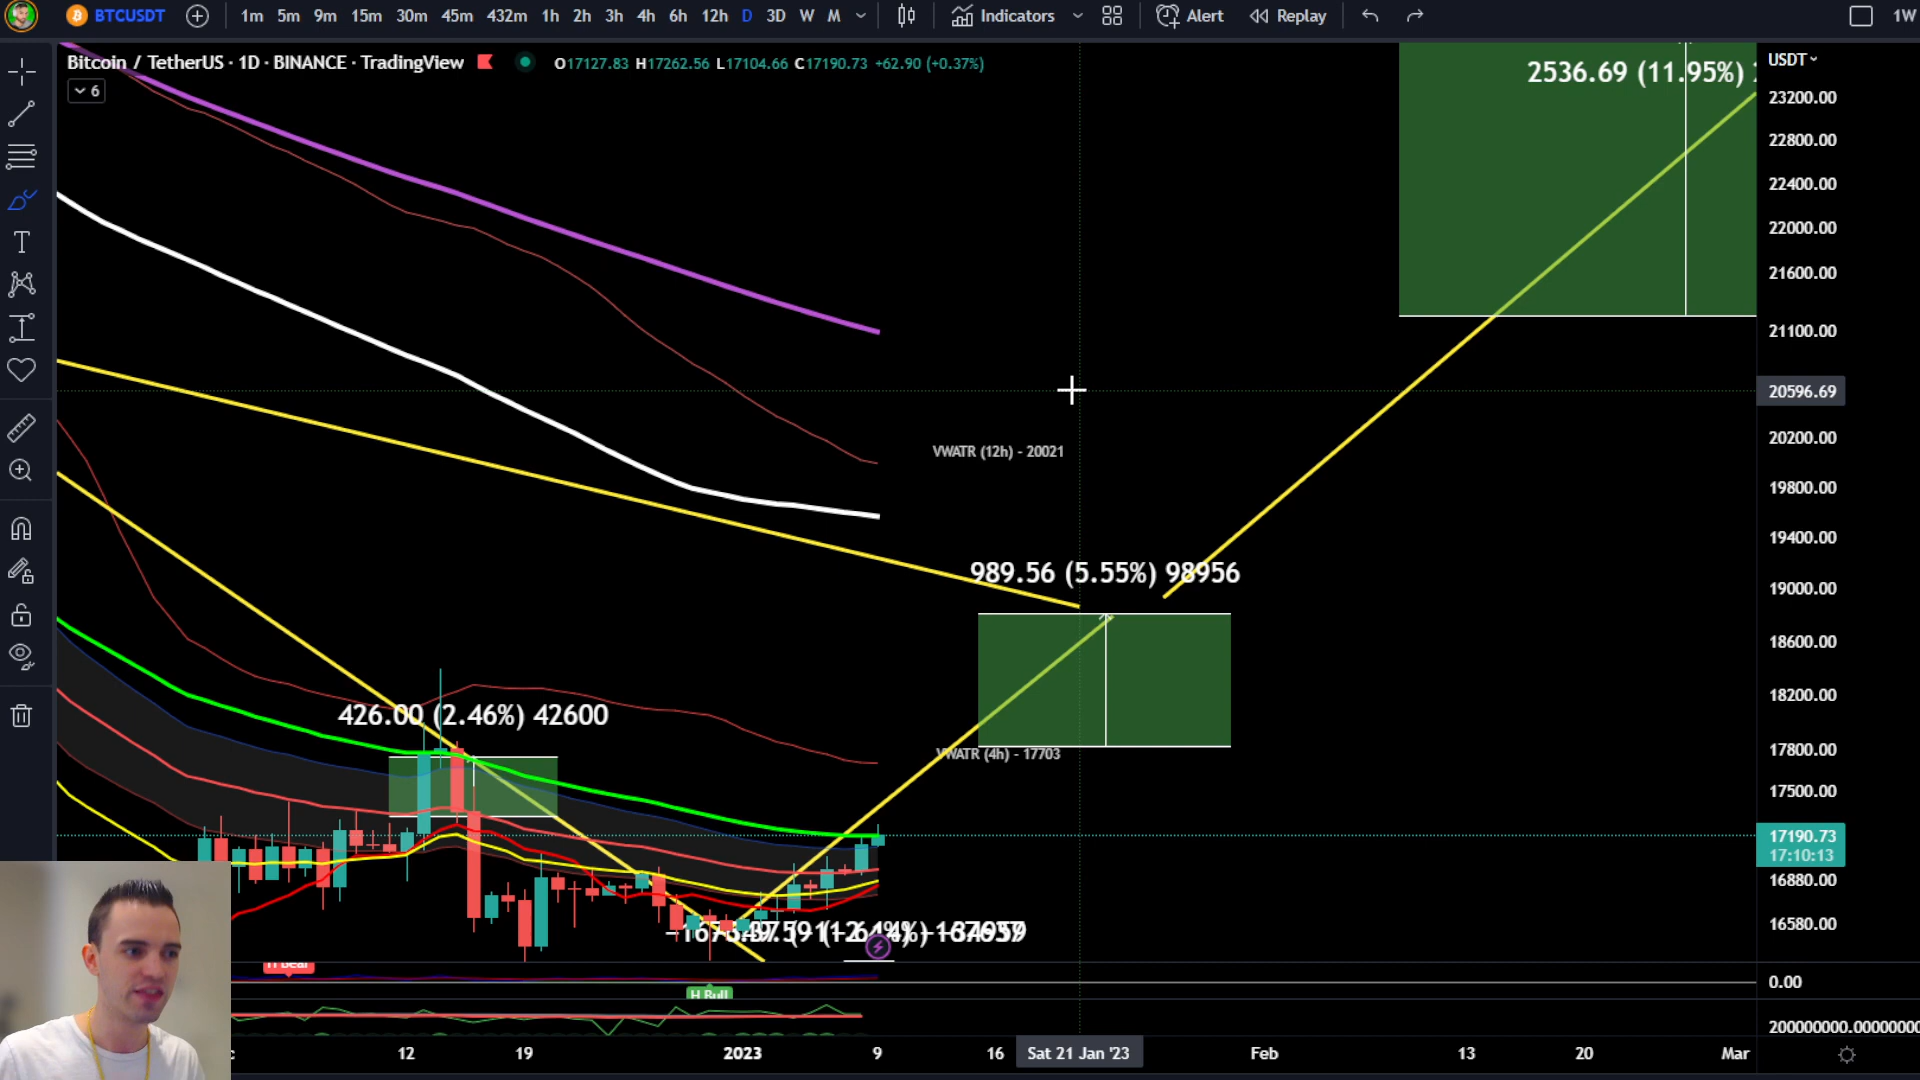 BTCUSDT 1m 5m 9m 15m 30m 45m 432m 1h 2h 3h 4h 6h 12h D 3D W M Indicators Alert Replay 1W
Bitcoin / TetherUS · 1D · BINANCE · TradingView O17127.83 H17262.56 L17104.66 C17190.73 +62.90 (+0.37%)
USDT
6
2536.69 (11.95%)
23200.00
22800.00
22400.00
22000.00
21600.00
21100.00
20596.69
20200.00
VWATR (12h) - 20021
19800.00
19400.00
989.56 (5.55%) 98956
19000.00
18600.00
18200.00
426.00 (2.46%) 42600
VWATR (4h) - 17703
17800.00
17500.00
17190.73
17:10:13
16880.00
16580.00
H Bear
0.00
H Bull
200000000.0000000
12 19 2023 9 16 Sat 21 Jan '23 Feb 13 20 Mar